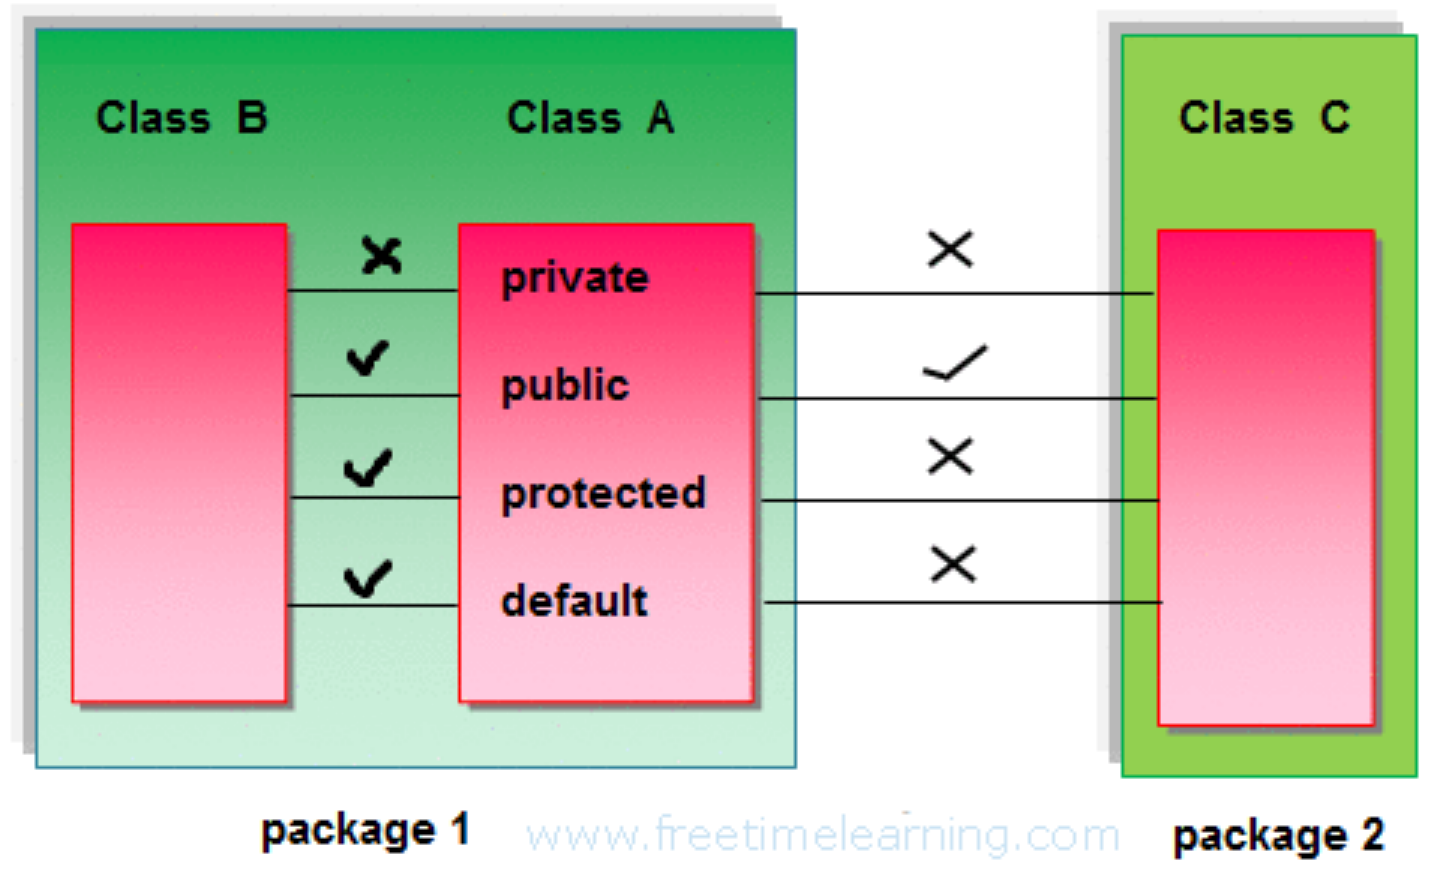 Class B
Class A
Class C
private
public
protected
default
package 1
www.freetimelearning.com
package 2